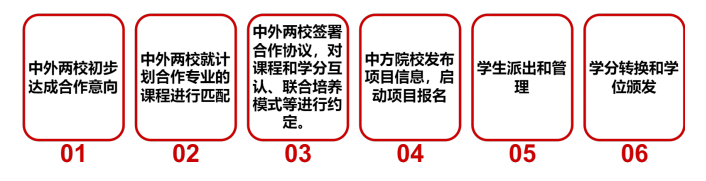 中外两校初步
达成合作意向
01
中外两校就计
划合作专业的
课程进行匹配
02
中外两校签署
合作协议，对
课程和学分互
认、联合培养
模式等进行约
定。
03
中方院校发布
项目信息，启
动项目报名
04
学生派出和管
理
05
学分转换和学
位颁发
06